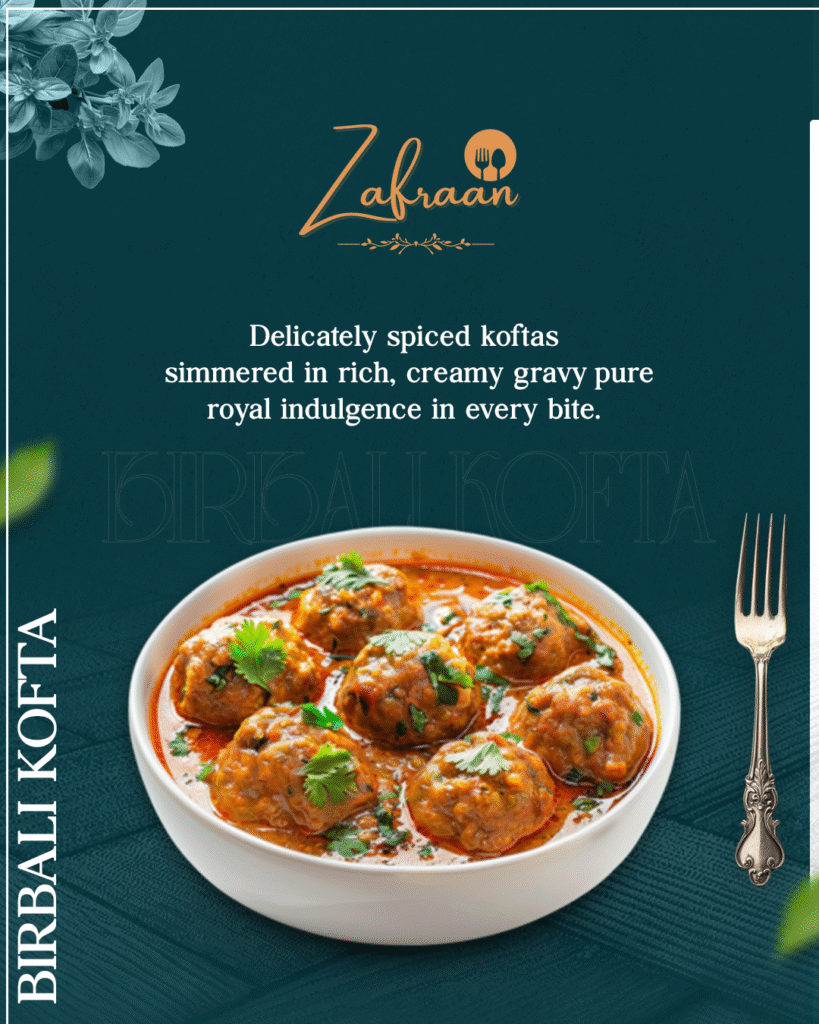 Zafraan
Delicately spiced koftas
simmered in rich, creamy gravy pure
royal indulgence in every bite.
BIRBALI KOFTA
BIRBALI KOFTA